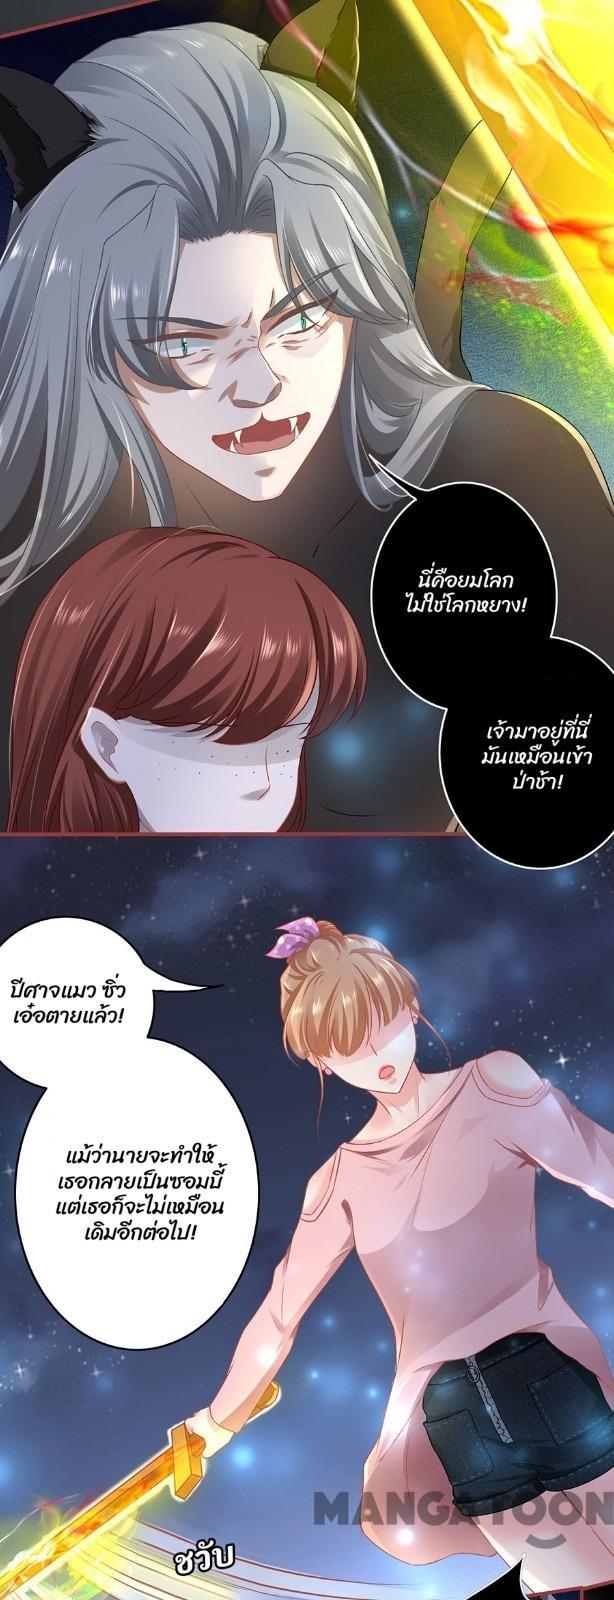 นี่คือยมโลก
ไม่ใช่โลกหยาง!
เจ้ามาอยู่ที่นี่
มันเหมือนเข้า
ป่าช้า!
ปีศาจแมว ซิ่ว
เอ๋อตายแล้ว!
แม้ว่านายจะทำให้
เธอกลายเป็นซอมบี้
แต่เธอก็จะไม่เหมือน
เดิมอีกต่อไป!
MANGATOON
ชวับ